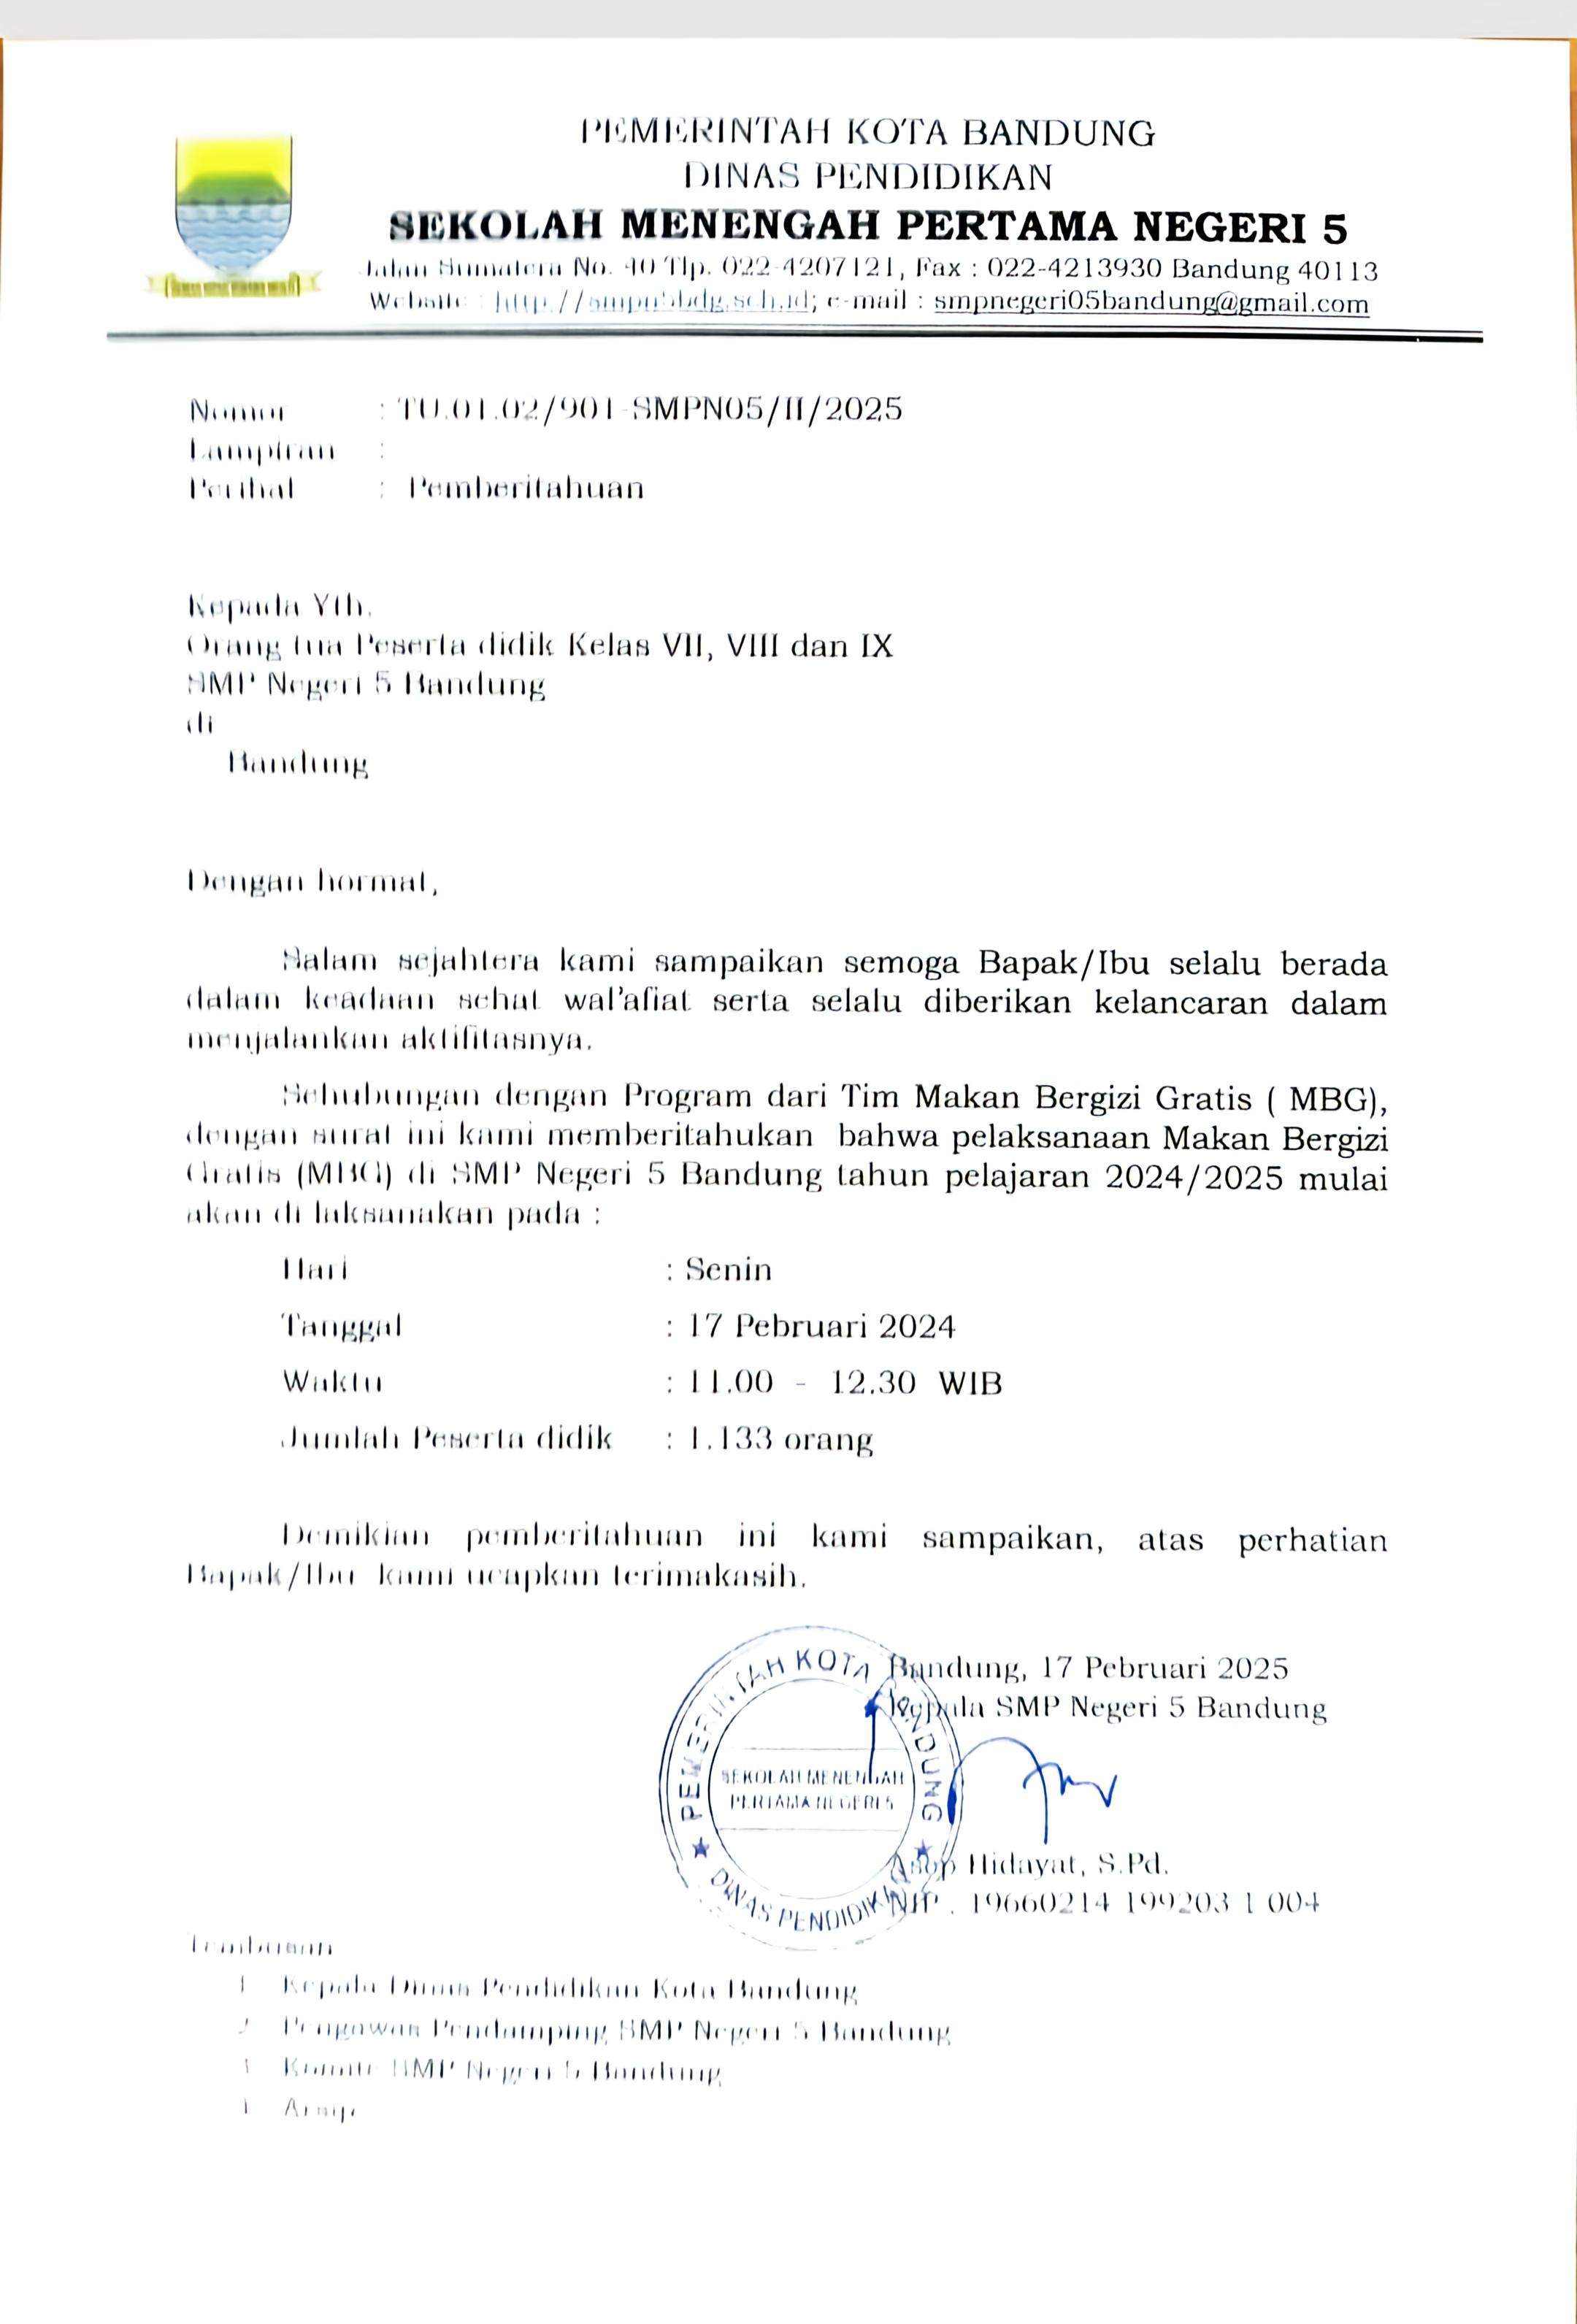 PEMERINTAH KOTA BANDUNG
DINAS PENDIDIKAN
SEKOLAH MENENGAH PERTAMA NEGERI 5
Jalan Sumatera No. 40 Tlp. 022-4207121, Fax : 022-4213930 Bandung 40113
Website : http://smpn5bdg.sch.id; e-mail : smpnegeri05bandung@gmail.com
Nomor : TU.01.02/901-SMPN05/II/2025
Lampiran :
Perihal : Pemberitahuan
Kepada Yth.
Orang tua Peserta didik Kelas VII, VIII dan IX
SMP Negeri 5 Bandung
di
Bandung
Dengan hormat,
Salam sejahtera kami sampaikan semoga Bapak/Ibu selalu berada
dalam keadaan sehat wal'afiat serta selalu diberikan kelancaran dalam
menjalankan aktifitasnya.
Sehubungan dengan Program dari Tim Makan Bergizi Gratis ( MBG),
dengan surat ini kami memberitahukan bahwa pelaksanaan Makan Bergizi
Gratis (MBG) di SMP Negeri 5 Bandung tahun pelajaran 2024/2025 mulai
akan di laksanakan pada :
Hari : Senin
Tanggal : 17 Pebruari 2024
Waktu : 11.00 - 12.30 WIB
Jumlah Peserta didik : 1.133 orang
Demikian pemberitahuan ini kami sampaikan, atas perhatian
Bapak/Ibu kami ucapkan terimakasih.
Bandung, 17 Pebruari 2025
Kepala SMP Negeri 5 Bandung
PEMERINTAH KOTA BANDUNG
SEKOLAH MENENGAH
PERTAMA NEGERI 5
DINAS PENDIDIKAN
Asep Hidayat, S.Pd.
NIP . 19660214 199203 1 004
Tembusan
1 Kepala Dinas Pendidikan Kota Bandung
2 Pengawas Pendamping SMP Negeri 5 Bandung
3 Komite SMP Negeri 5 Bandung
4 Arsip